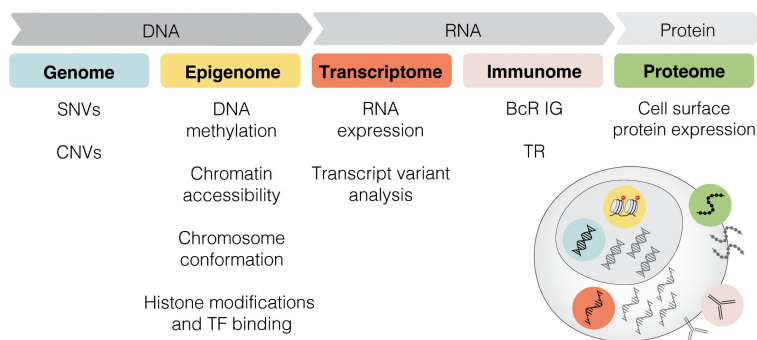 DNA
RNA
Protein
Genome
Epigenome
Transcriptome
Immunome
Proteome
SNVs
CNVs
DNA
methylation
Chromatin
accessibility
Chromosome
conformation
Histone modifications
and TF binding
RNA
expression
Transcript variant
analysis
BcR IG
TR
Cell surface
protein expression